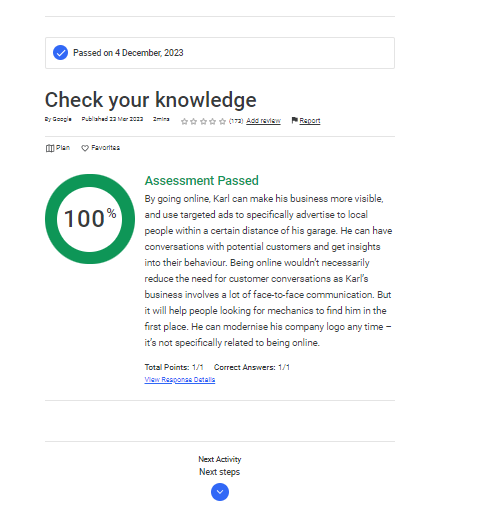 Passed on 4 December, 2023
Check your knowledge
By Google Published 23 Mar 2023 2mins (173) Add review Report
Plan Favorites
100%
Assessment Passed
By going online, Karl can make his business more visible,
and use targeted ads to specifically advertise to local
people within a certain distance of his garage. He can have
conversations with potential customers and get insights
into their behaviour. Being online wouldn't necessarily
reduce the need for customer conversations as Karl's
business involves a lot of face-to-face communication. But
it will help people looking for mechanics to find him in the
first place. He can modernise his company logo any time –
it's not specifically related to being online.
Total Points: 1/1 Correct Answers: 1/1
View Response Details
Next Activity
Next steps